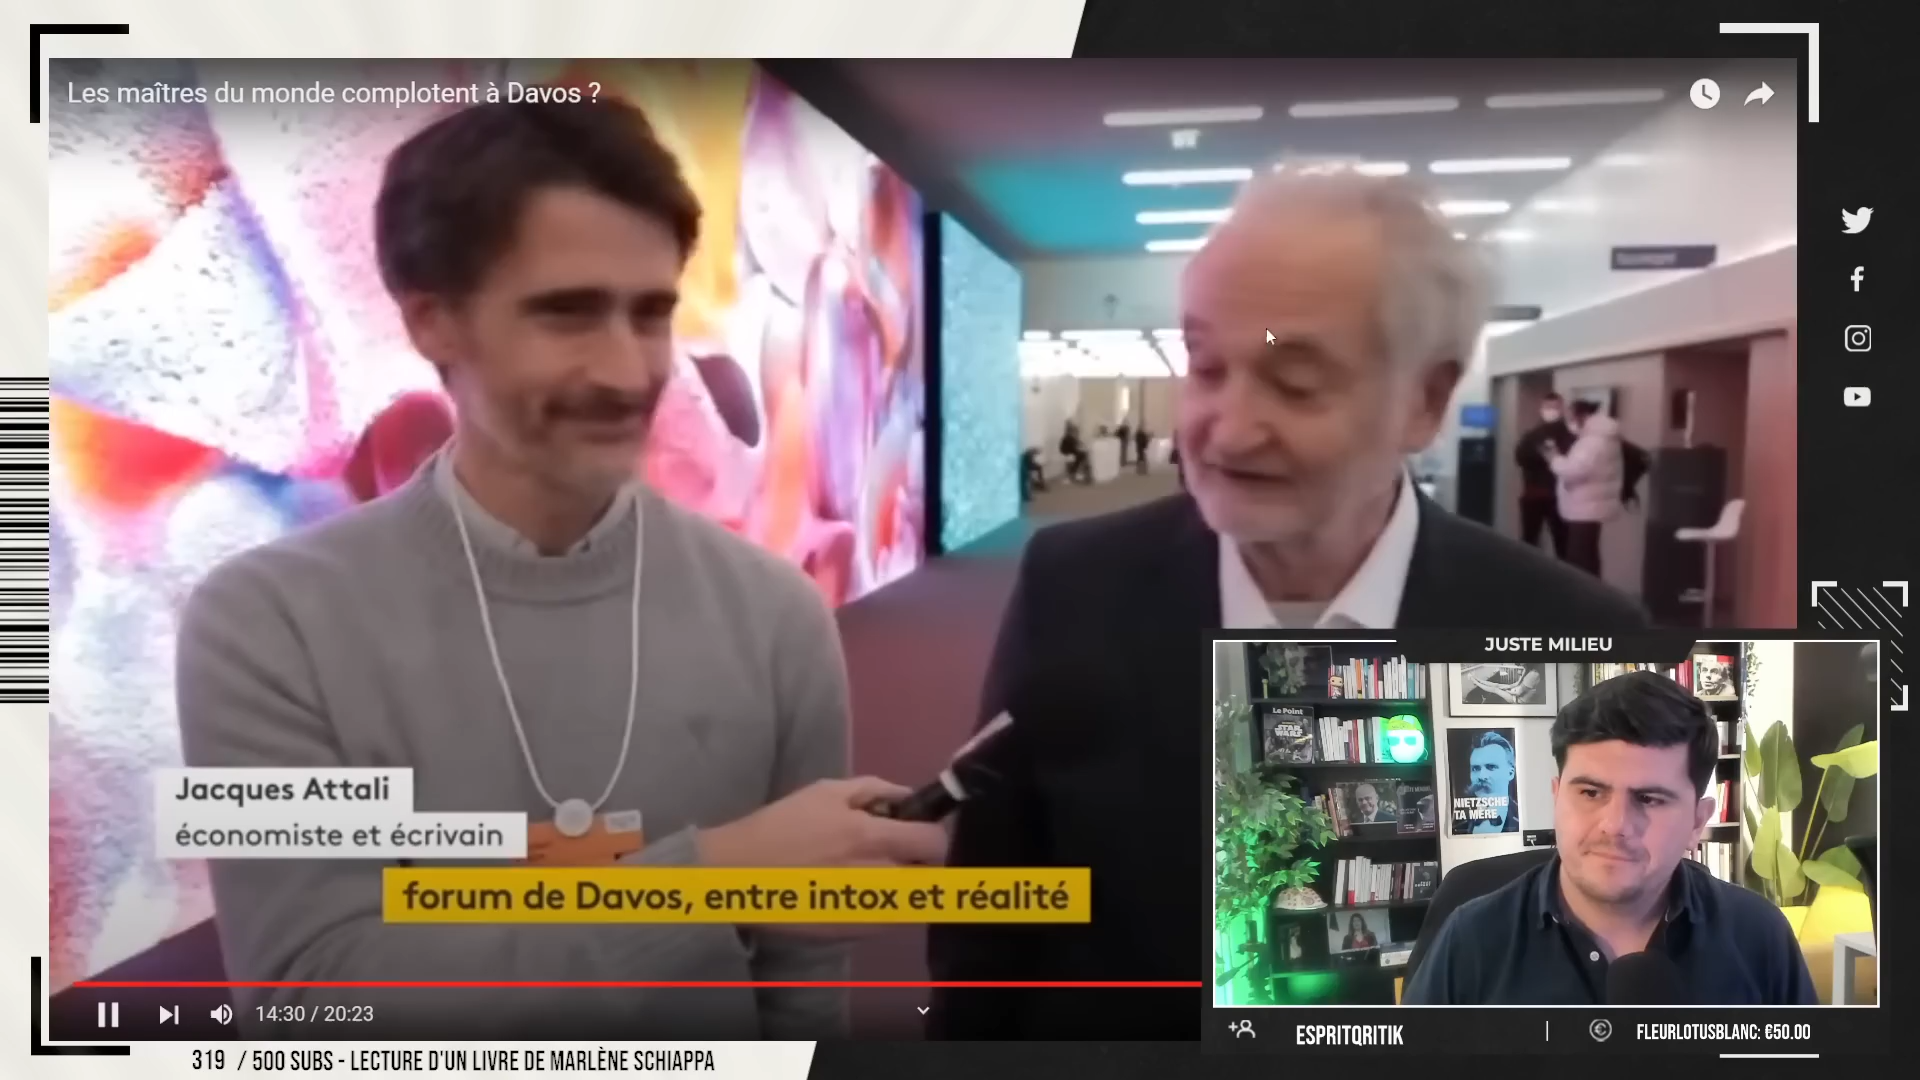 Les maîtres du monde complotent à Davos ?
Jacques Attali
économiste et écrivain
forum de Davos, entre intox et réalité
14:30 / 20:23
JUSTE MILIEU
Le Point
STAR WARS
NIETZSCHE
TA MÈRE
ESPRITQRITIK
FLEURLOTUSBLANC: €50.00
319 / 500 SUBS - LECTURE D'UN LIVRE DE MARLÈNE SCHIAPPA